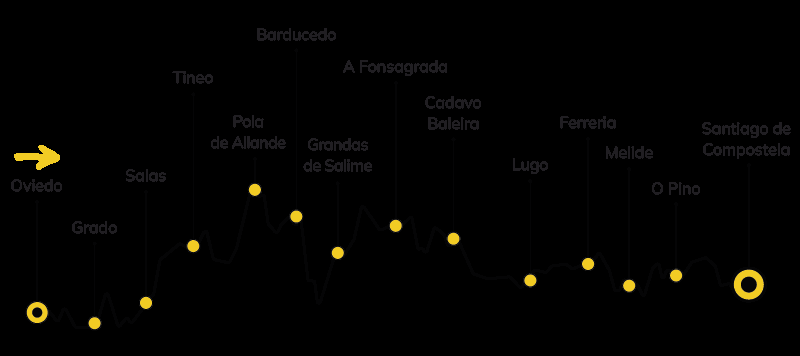 Oviedo
Grado
Salas
Tineo
Pola
de Allande
Barducedo
Grandas
de Salime
A Fonsagrada
Cadavo
Baleira
Lugo
Ferreria
Melide
O Pino
Santiago de
Compostela